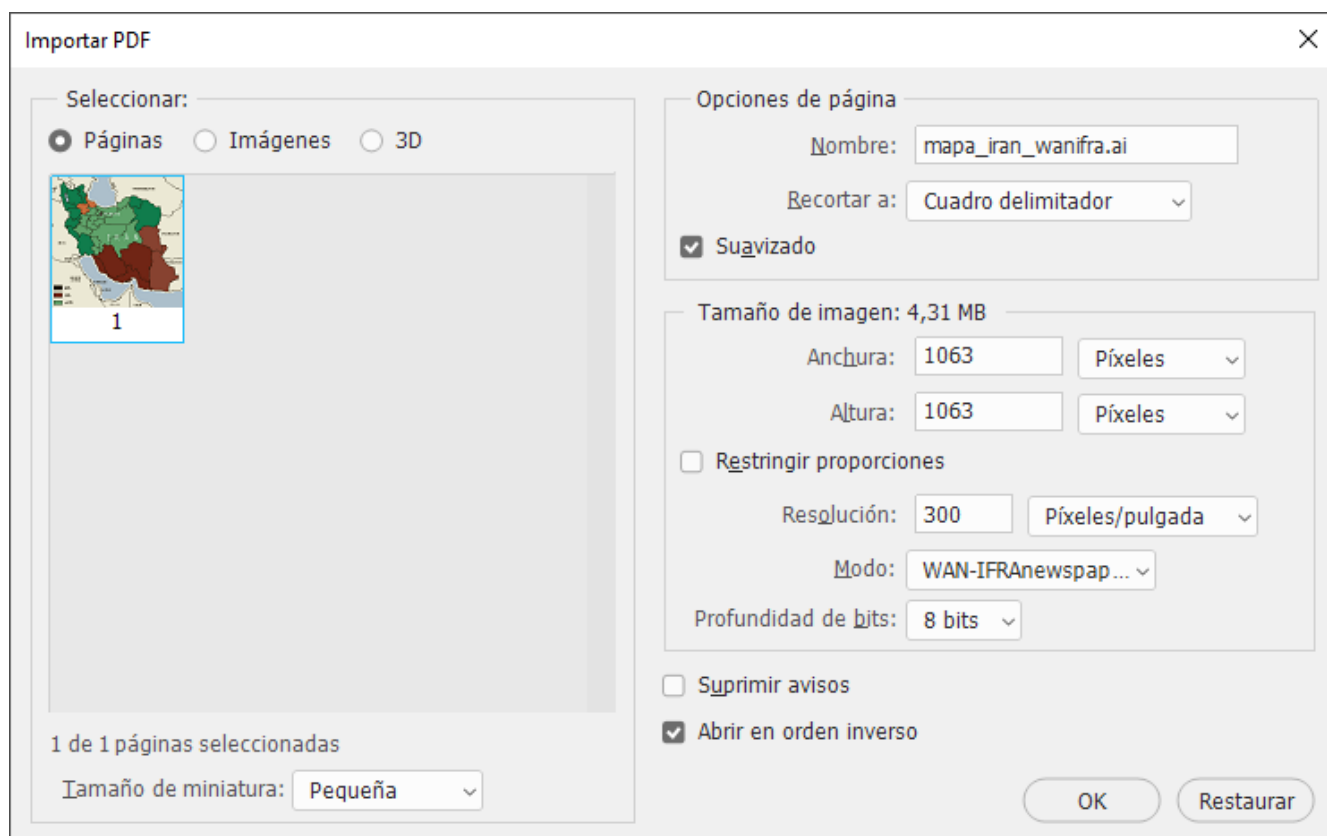 Importar PDF
Seleccionar:
Páginas Imágenes 3D
1
1 de 1 páginas seleccionadas
Tamaño de miniatura: Pequeña
Opciones de página
Nombre: mapa_iran_wanifra.ai
Recortar a: Cuadro delimitador
Suavizado
Tamaño de imagen: 4,31 MB
Anchura: 1063 Píxeles
Altura: 1063 Píxeles
Restringir proporciones
Resolución: 300 Píxeles/pulgada
Modo: WAN-IFRAnewspap...
Profundidad de bits: 8 bits
Suprimir avisos
Abrir en orden inverso
OK Restaurar